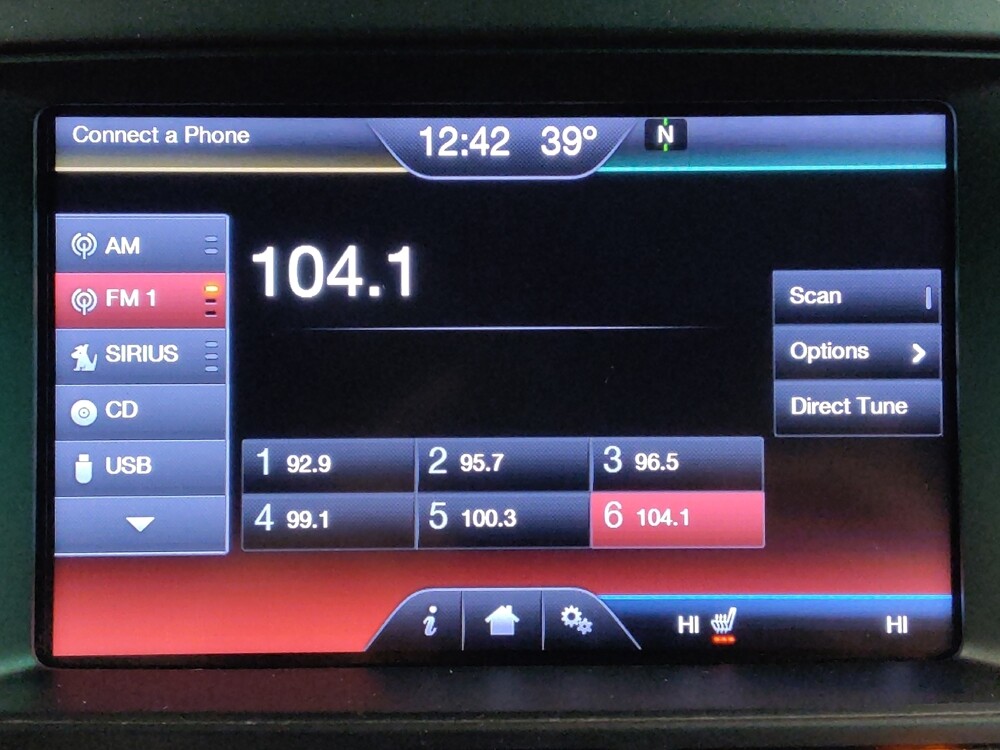 Connect a Phone
12:42 39°
N
AM
FM 1
SIRIUS
CD
USB
104.1
Scan
Options
Direct Tune
1 92.9
2 95.7
3 96.5
4 99.1
5 100.3
6 104.1
i
HI
HI